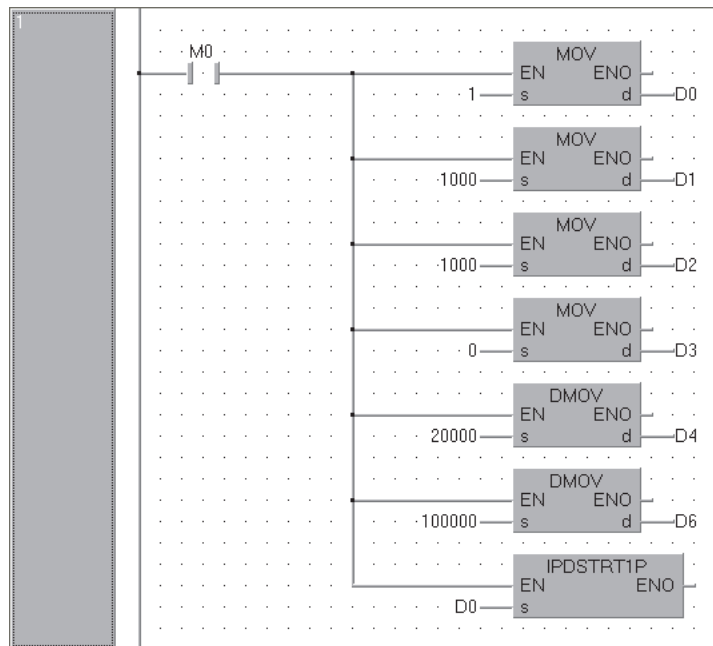 1
M0
MOV
EN ENO
1 s d D0
MOV
EN ENO
1000 s d D1
MOV
EN ENO
1000 s d D2
MOV
EN ENO
0 s d D3
DMOV
EN ENO
20000 s d D4
DMOV
EN ENO
100000 s d D6
IPDSTRT1P
EN ENO
D0 s